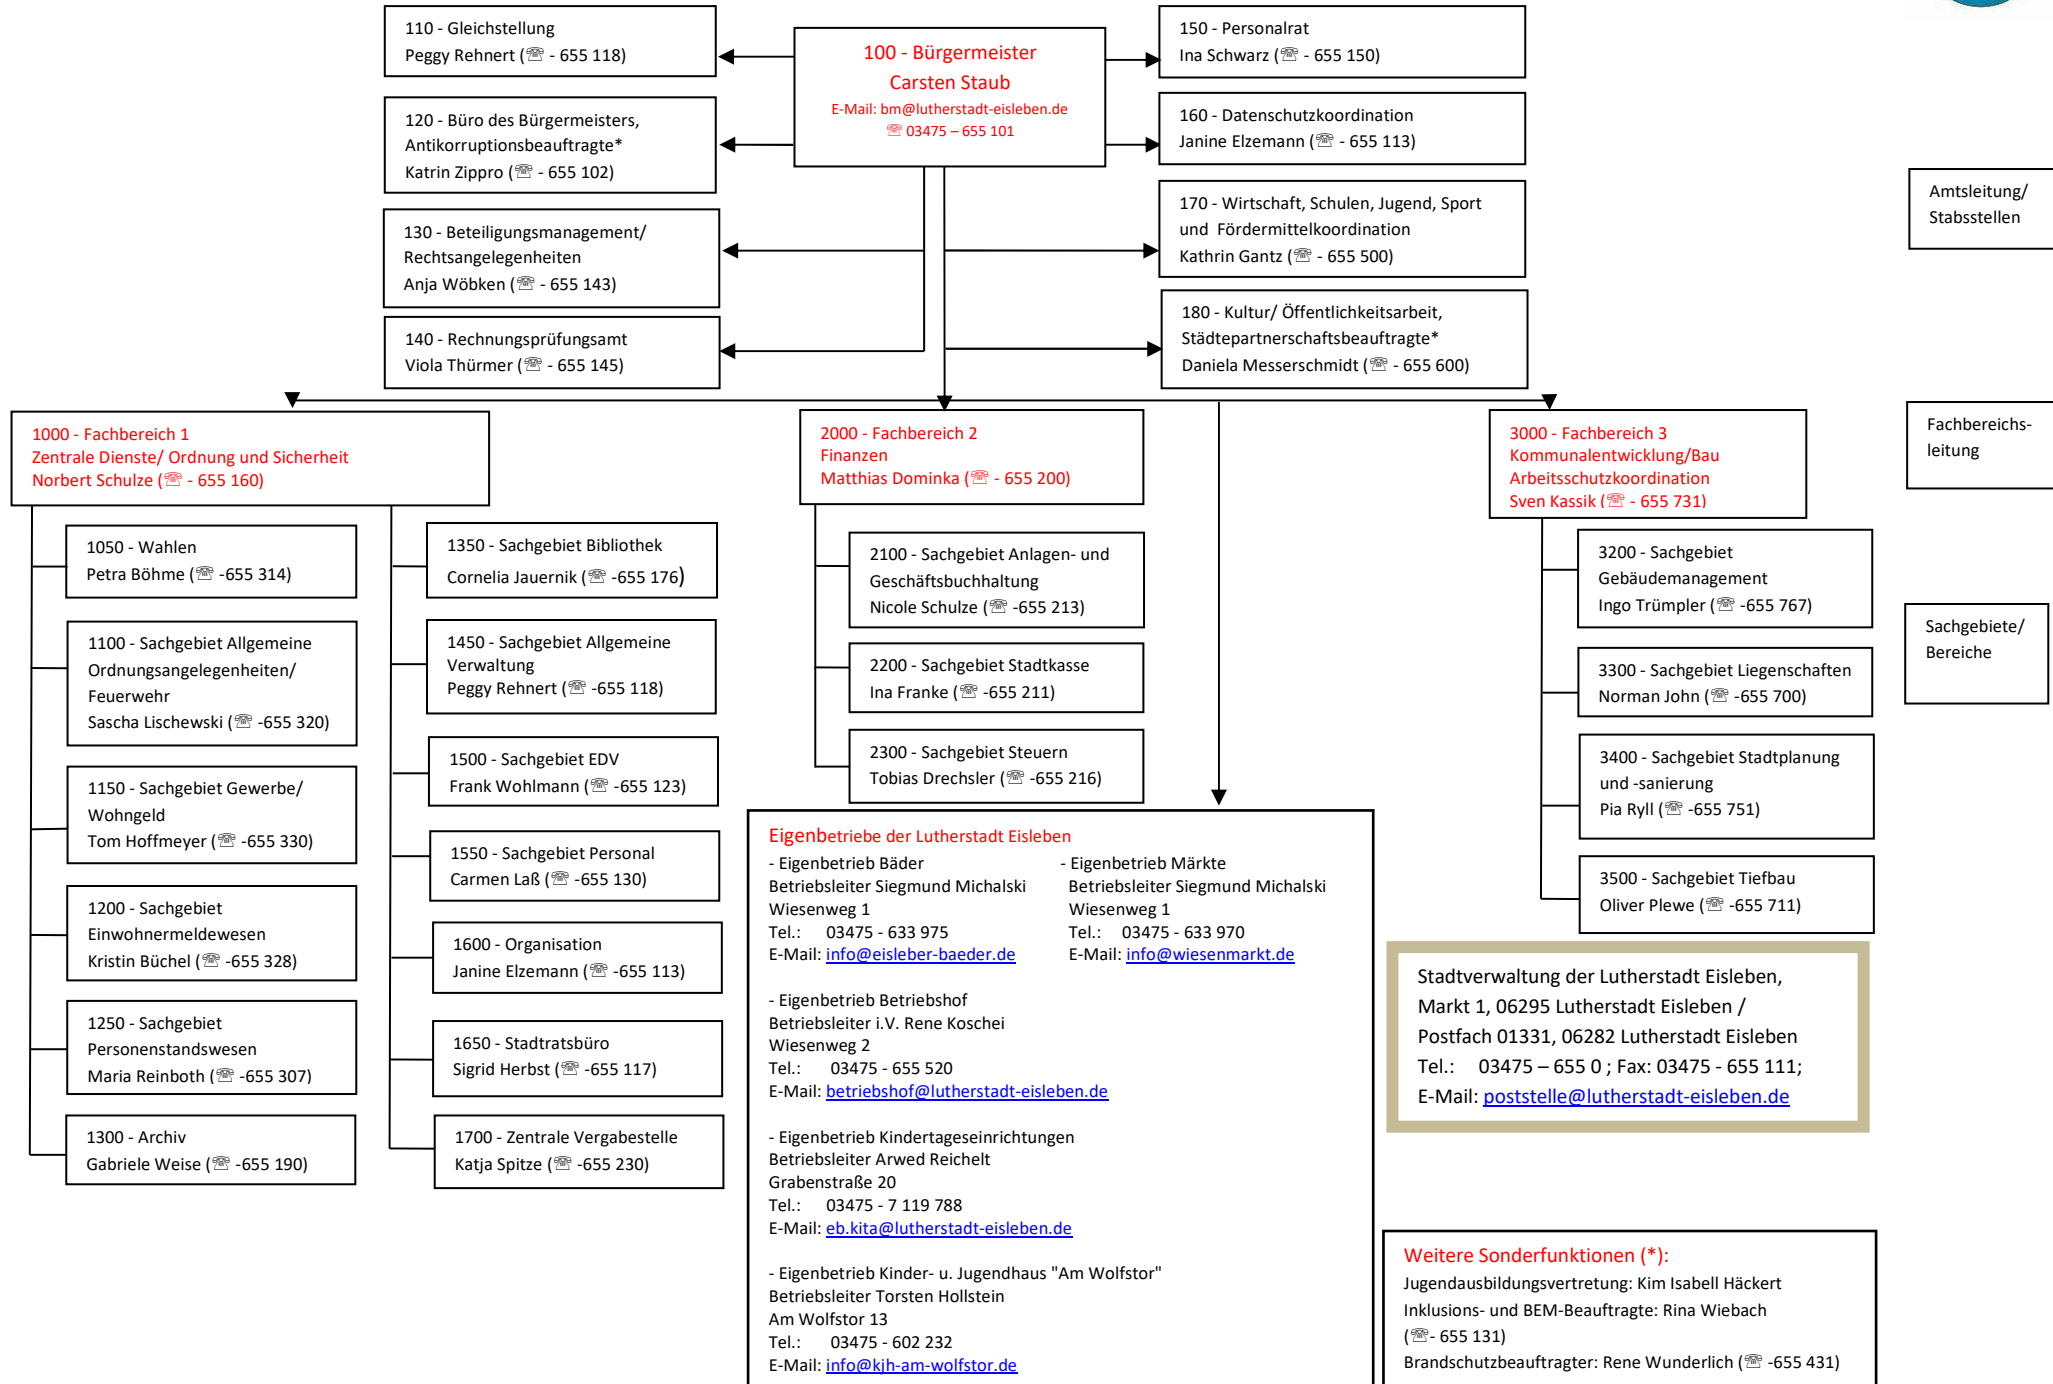 110 - Gleichstellung
Peggy Rehnert (☏ - 655 118)
120 - Büro des Bürgermeisters,
Antikorruptionsbeauftragte*
Katrin Zippro (☏ - 655 102)
130 - Beteiligungsmanagement/
Rechtsangelegenheiten
Anja Wöbken (☏ - 655 143)
140 - Rechnungsprüfungsamt
Viola Thürmer (☏ - 655 145)
100 - Bürgermeister
Carsten Staub
E-Mail: bm@lutherstadt-eisleben.de
☏ 03475 – 655 101
150 - Personalrat
Ina Schwarz (☏ - 655 150)
160 - Datenschutzkoordination
Janine Elzemann (☏ - 655 113)
170 - Wirtschaft, Schulen, Jugend, Sport
und Fördermittelkoordination
Kathrin Gantz (☏ - 655 500)
180 - Kultur/ Öffentlichkeitsarbeit,
Städtepartnerschaftsbeauftragte*
Daniela Messerschmidt (☏ - 655 600)
Amtsleitung/
Stabsstellen
1000 - Fachbereich 1
Zentrale Dienste/ Ordnung und Sicherheit
Norbert Schulze (☏ - 655 160)
2000 - Fachbereich 2
Finanzen
Matthias Dominka (☏ - 655 200)
3000 - Fachbereich 3
Kommunalentwicklung/Bau
Arbeitsschutzkoordination
Sven Kassik (☏ - 655 731)
Fachbereichs-
leitung
1050 - Wahlen
Petra Böhme (☏ -655 314)
1100 - Sachgebiet Allgemeine
Ordnungsangelegenheiten/
Feuerwehr
Sascha Lischewski (☏ -655 320)
1150 - Sachgebiet Gewerbe/
Wohngeld
Tom Hoffmeyer (☏ -655 330)
1200 - Sachgebiet
Einwohnermeldewesen
Kristin Büchel (☏ -655 328)
1250 - Sachgebiet
Personenstandswesen
Maria Reinboth (☏ -655 307)
1300 - Archiv
Gabriele Weise (☏ -655 190)
1350 - Sachgebiet Bibliothek
Cornelia Jauernik (☏ -655 176)
1450 - Sachgebiet Allgemeine
Verwaltung
Peggy Rehnert (☏ -655 118)
1500 - Sachgebiet EDV
Frank Wohlmann (☏ -655 123)
1550 - Sachgebiet Personal
Carmen Laß (☏ -655 130)
1600 - Organisation
Janine Elzemann (☏ -655 113)
1650 - Stadtratsbüro
Sigrid Herbst (☏ -655 117)
1700 - Zentrale Vergabestelle
Katja Spitze (☏ -655 230)
2100 - Sachgebiet Anlagen- und
Geschäftsbuchhaltung
Nicole Schulze (☏ -655 213)
2200 - Sachgebiet Stadtkasse
Ina Franke (☏ -655 211)
2300 - Sachgebiet Steuern
Tobias Drechsler (☏ -655 216)
3200 - Sachgebiet
Gebäudemanagement
Ingo Trümpler (☏ -655 767)
3300 - Sachgebiet Liegenschaften
Norman John (☏ -655 700)
3400 - Sachgebiet Stadtplanung
und -sanierung
Pia Ryll (☏ -655 751)
3500 - Sachgebiet Tiefbau
Oliver Plewe (☏ -655 711)
Sachgebiete/
Bereiche
Eigenbetriebe der Lutherstadt Eisleben
- Eigenbetrieb Bäder
Betriebsleiter Siegmund Michalski
Wiesenweg 1
Tel.: 03475 - 633 975
E-Mail: info@eisleber-baeder.de
- Eigenbetrieb Märkte
Betriebsleiter Siegmund Michalski
Wiesenweg 1
Tel.: 03475 - 633 970
E-Mail: info@wiesenmarkt.de
- Eigenbetrieb Betriebshof
Betriebsleiter i.V. Rene Koschei
Wiesenweg 2
Tel.: 03475 - 655 520
E-Mail: betriebshof@lutherstadt-eisleben.de
- Eigenbetrieb Kindertageseinrichtungen
Betriebsleiter Arwed Reichelt
Grabenstraße 20
Tel.: 03475 - 7 119 788
E-Mail: eb.kita@lutherstadt-eisleben.de
- Eigenbetrieb Kinder- u. Jugendhaus "Am Wolfstor"
Betriebsleiter Torsten Hollstein
Am Wolfstor 13
Tel.: 03475 - 602 232
E-Mail: info@kjh-am-wolfstor.de
Stadtverwaltung der Lutherstadt Eisleben,
Markt 1, 06295 Lutherstadt Eisleben /
Postfach 01331, 06282 Lutherstadt Eisleben
Tel.: 03475 – 655 0 ; Fax: 03475 - 655 111;
E-Mail: poststelle@lutherstadt-eisleben.de
Weitere Sonderfunktionen (*):
Jugendausbildungsvertretung: Kim Isabell Häckert
Inklusions- und BEM-Beauftragte: Rina Wiebach
(☏- 655 131)
Brandschutzbeauftragter: Rene Wunderlich (☏ -655 431)